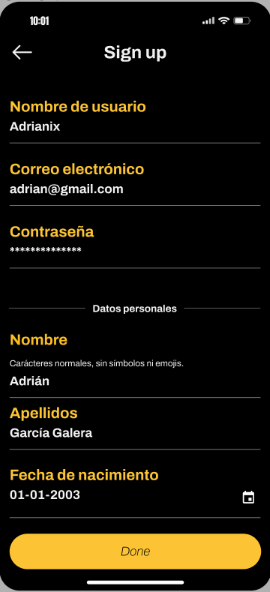 10:01
Sign up
Nombre de usuario
Adrianix
Correo electrónico
adrian@gmail.com
Contraseña
**************
Datos personales
Nombre
Carácteres normales, sin símbolos ni emojis.
Adrián
Apellidos
García Galera
Fecha de nacimiento
01-01-2003
Done